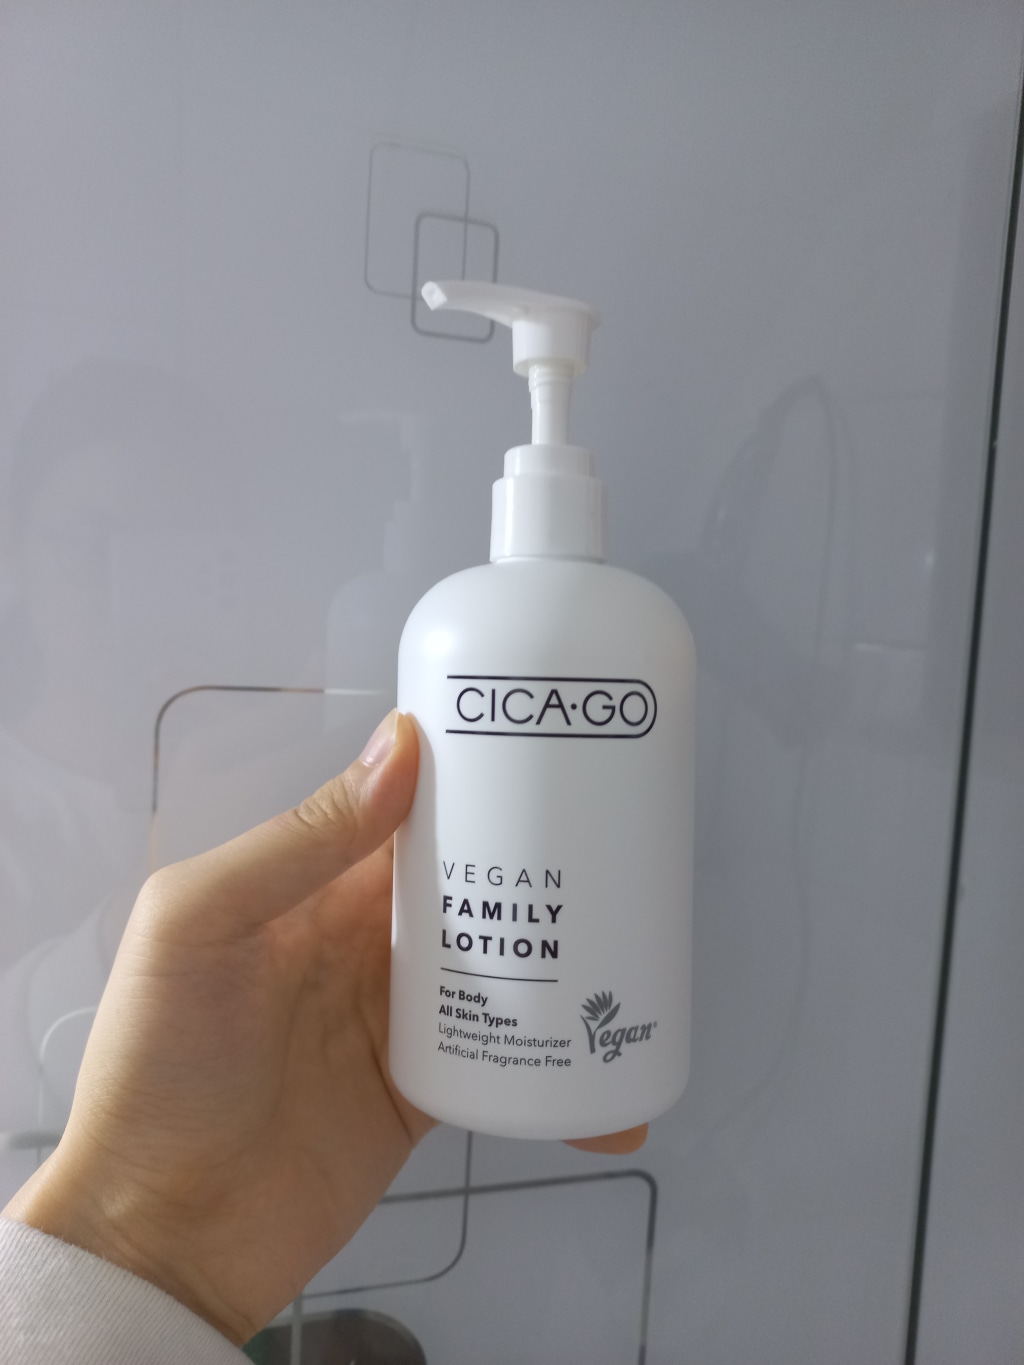 CICA·GO
VEGAN
FAMILY
LOTION
For Body
All Skin Types
Lightweight Moisturizer
Artificial Fragrance Free
Vegan®